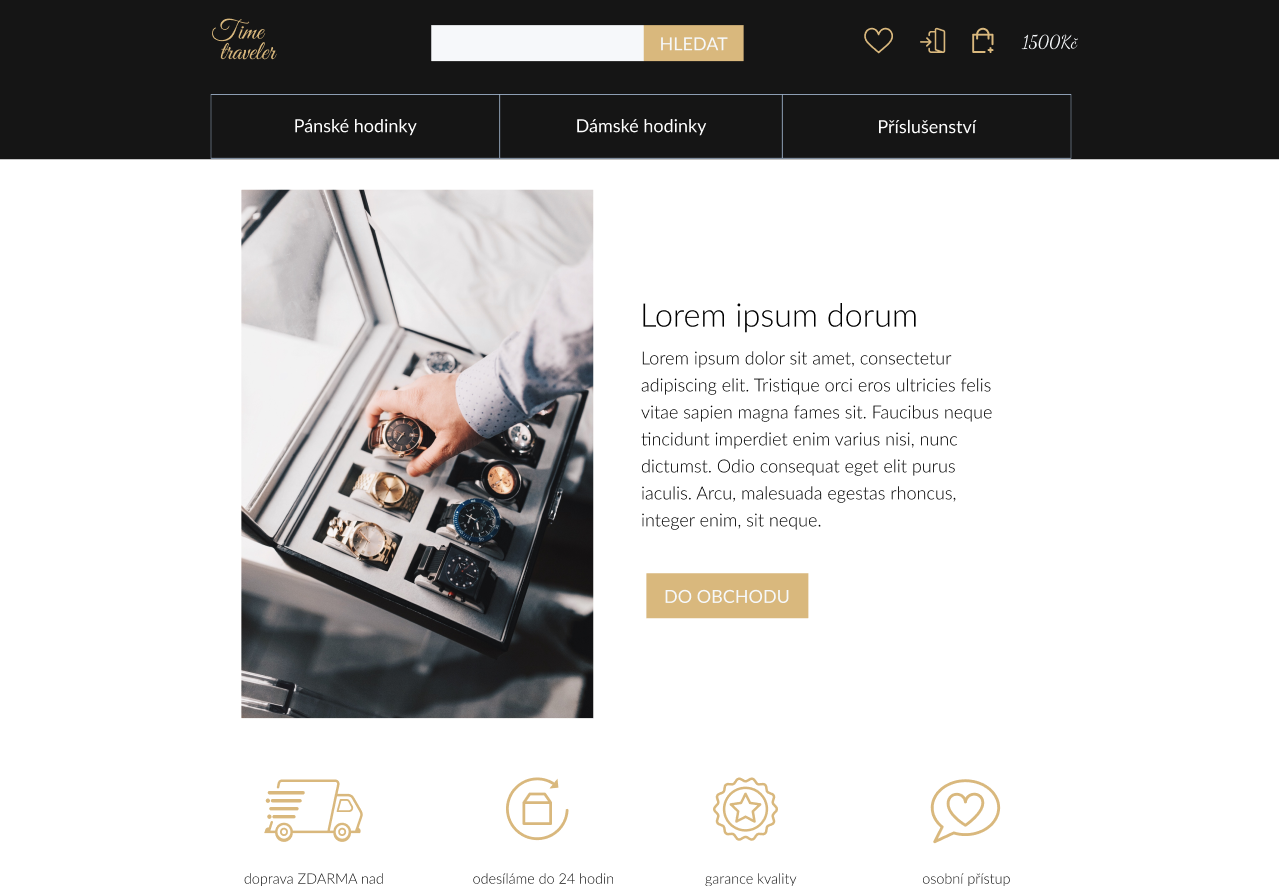 Time
traveler
HLEDAT
1500Kč
Pánské hodinky
Dámské hodinky
Příslušenství
Lorem ipsum dorum
Lorem ipsum dolor sit amet, consectetur
adipiscing elit. Tristique orci eros ultricies felis
vitae sapien magna fames sit. Faucibus neque
tincidunt imperdiet enim varius nisi, nunc
dictumst. Odio consequat eget elit purus
iaculis. Arcu, malesuada egestas rhoncus,
integer enim, sit neque.
DO OBCHODU
doprava ZDARMA nad
odesíláme do 24 hodin
garance kvality
osobní přístup